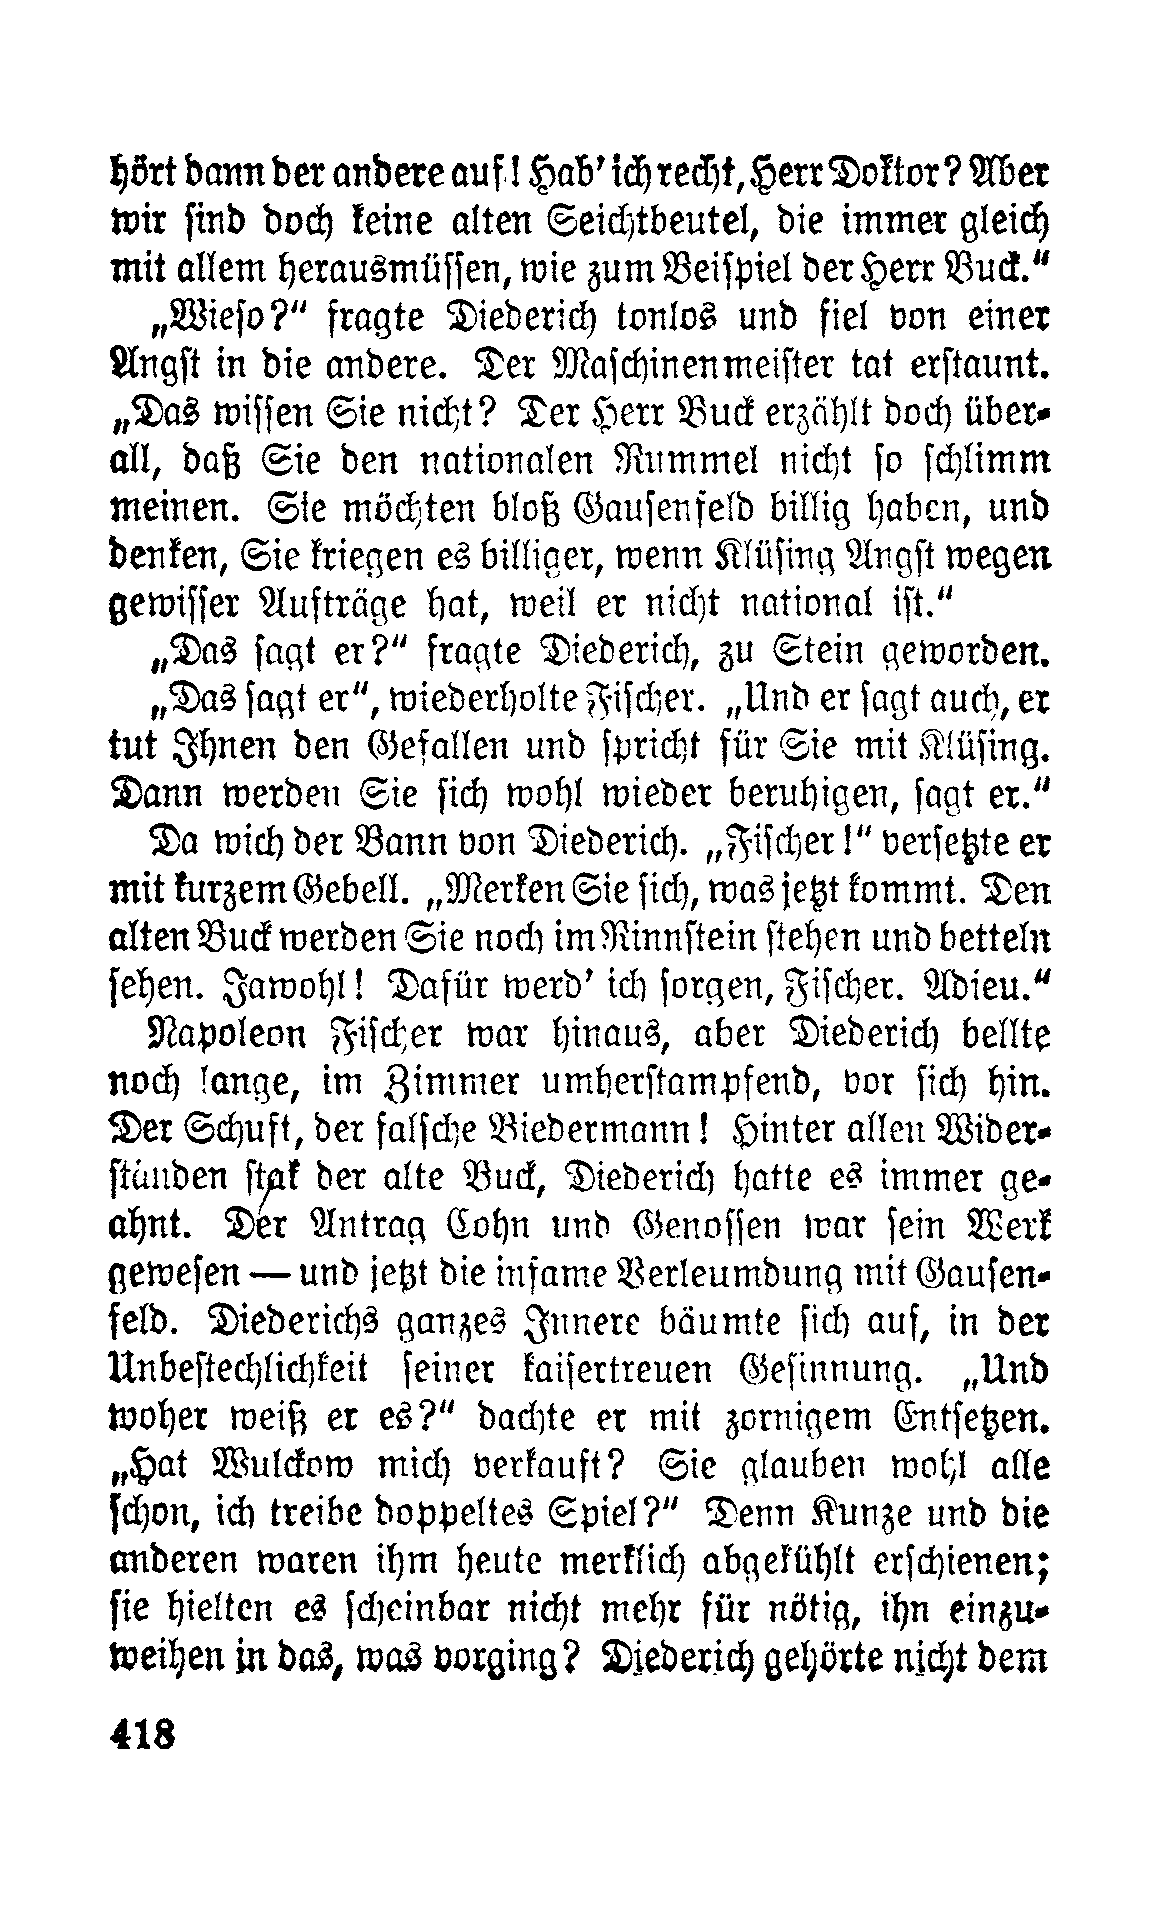 hört dann der andere auf! Hab' ich recht, Herr Doktor? Aber
wir sind doch keine alten Seichtbeutel, die immer gleich
mit allem herausmüssen, wie zum Beispiel der Herr Buck."
„Wieso?" fragte Diederich tonlos und fiel von einer
Angst in die andere. Der Maschinenmeister tat erstaunt.
„Das wissen Sie nicht? Der Herr Buck erzählt doch über-
all, daß Sie den nationalen Rummel nicht so schlimm
meinen. Sie möchten bloß Gausenfeld billig haben, und
denken, Sie kriegen es billiger, wenn Klüsing Angst wegen
gewisser Aufträge hat, weil er nicht national ist."
„Das sagt er?" fragte Diederich, zu Stein geworden.
„Das sagt er", wiederholte Fischer. „Und er sagt auch, er
tut Ihnen den Gefallen und spricht für Sie mit Klüsing.
Dann werden Sie sich wohl wieder beruhigen, sagt er."
Da wich der Bann von Diederich. „Fischer!" versetzte er
mit kurzem Gebell. „Merken Sie sich, was jetzt kommt. Den
alten Buck werden Sie noch im Rinnstein stehen und betteln
sehen. Jawohl! Dafür werd' ich sorgen, Fischer. Adieu."
Napoleon Fischer war hinaus, aber Diederich bellte
noch lange, im Zimmer umherstampfend, vor sich hin.
Der Schuft, der falsche Biedermann! Hinter allen Wider-
ständen stak der alte Buck, Diederich hatte es immer ge-
ahnt. Der Antrag Cohn und Genossen war sein Werk
gewesen — und jetzt die infame Verleumdung mit Gausen-
feld. Diederichs ganzes Innere bäumte sich auf, in der
Unbestechlichkeit seiner kaisertreuen Gesinnung. „Und
woher weiß er es?" dachte er mit zornigem Entsetzen.
„Hat Wulckow mich verkauft? Sie glauben wohl alle
schon, ich treibe doppeltes Spiel?" Denn Kunze und die
anderen waren ihm heute merklich abgekühlt erschienen;
sie hielten es scheinbar nicht mehr für nötig, ihn einzu-
weihen in das, was vorging? Diederich gehörte nicht dem
418